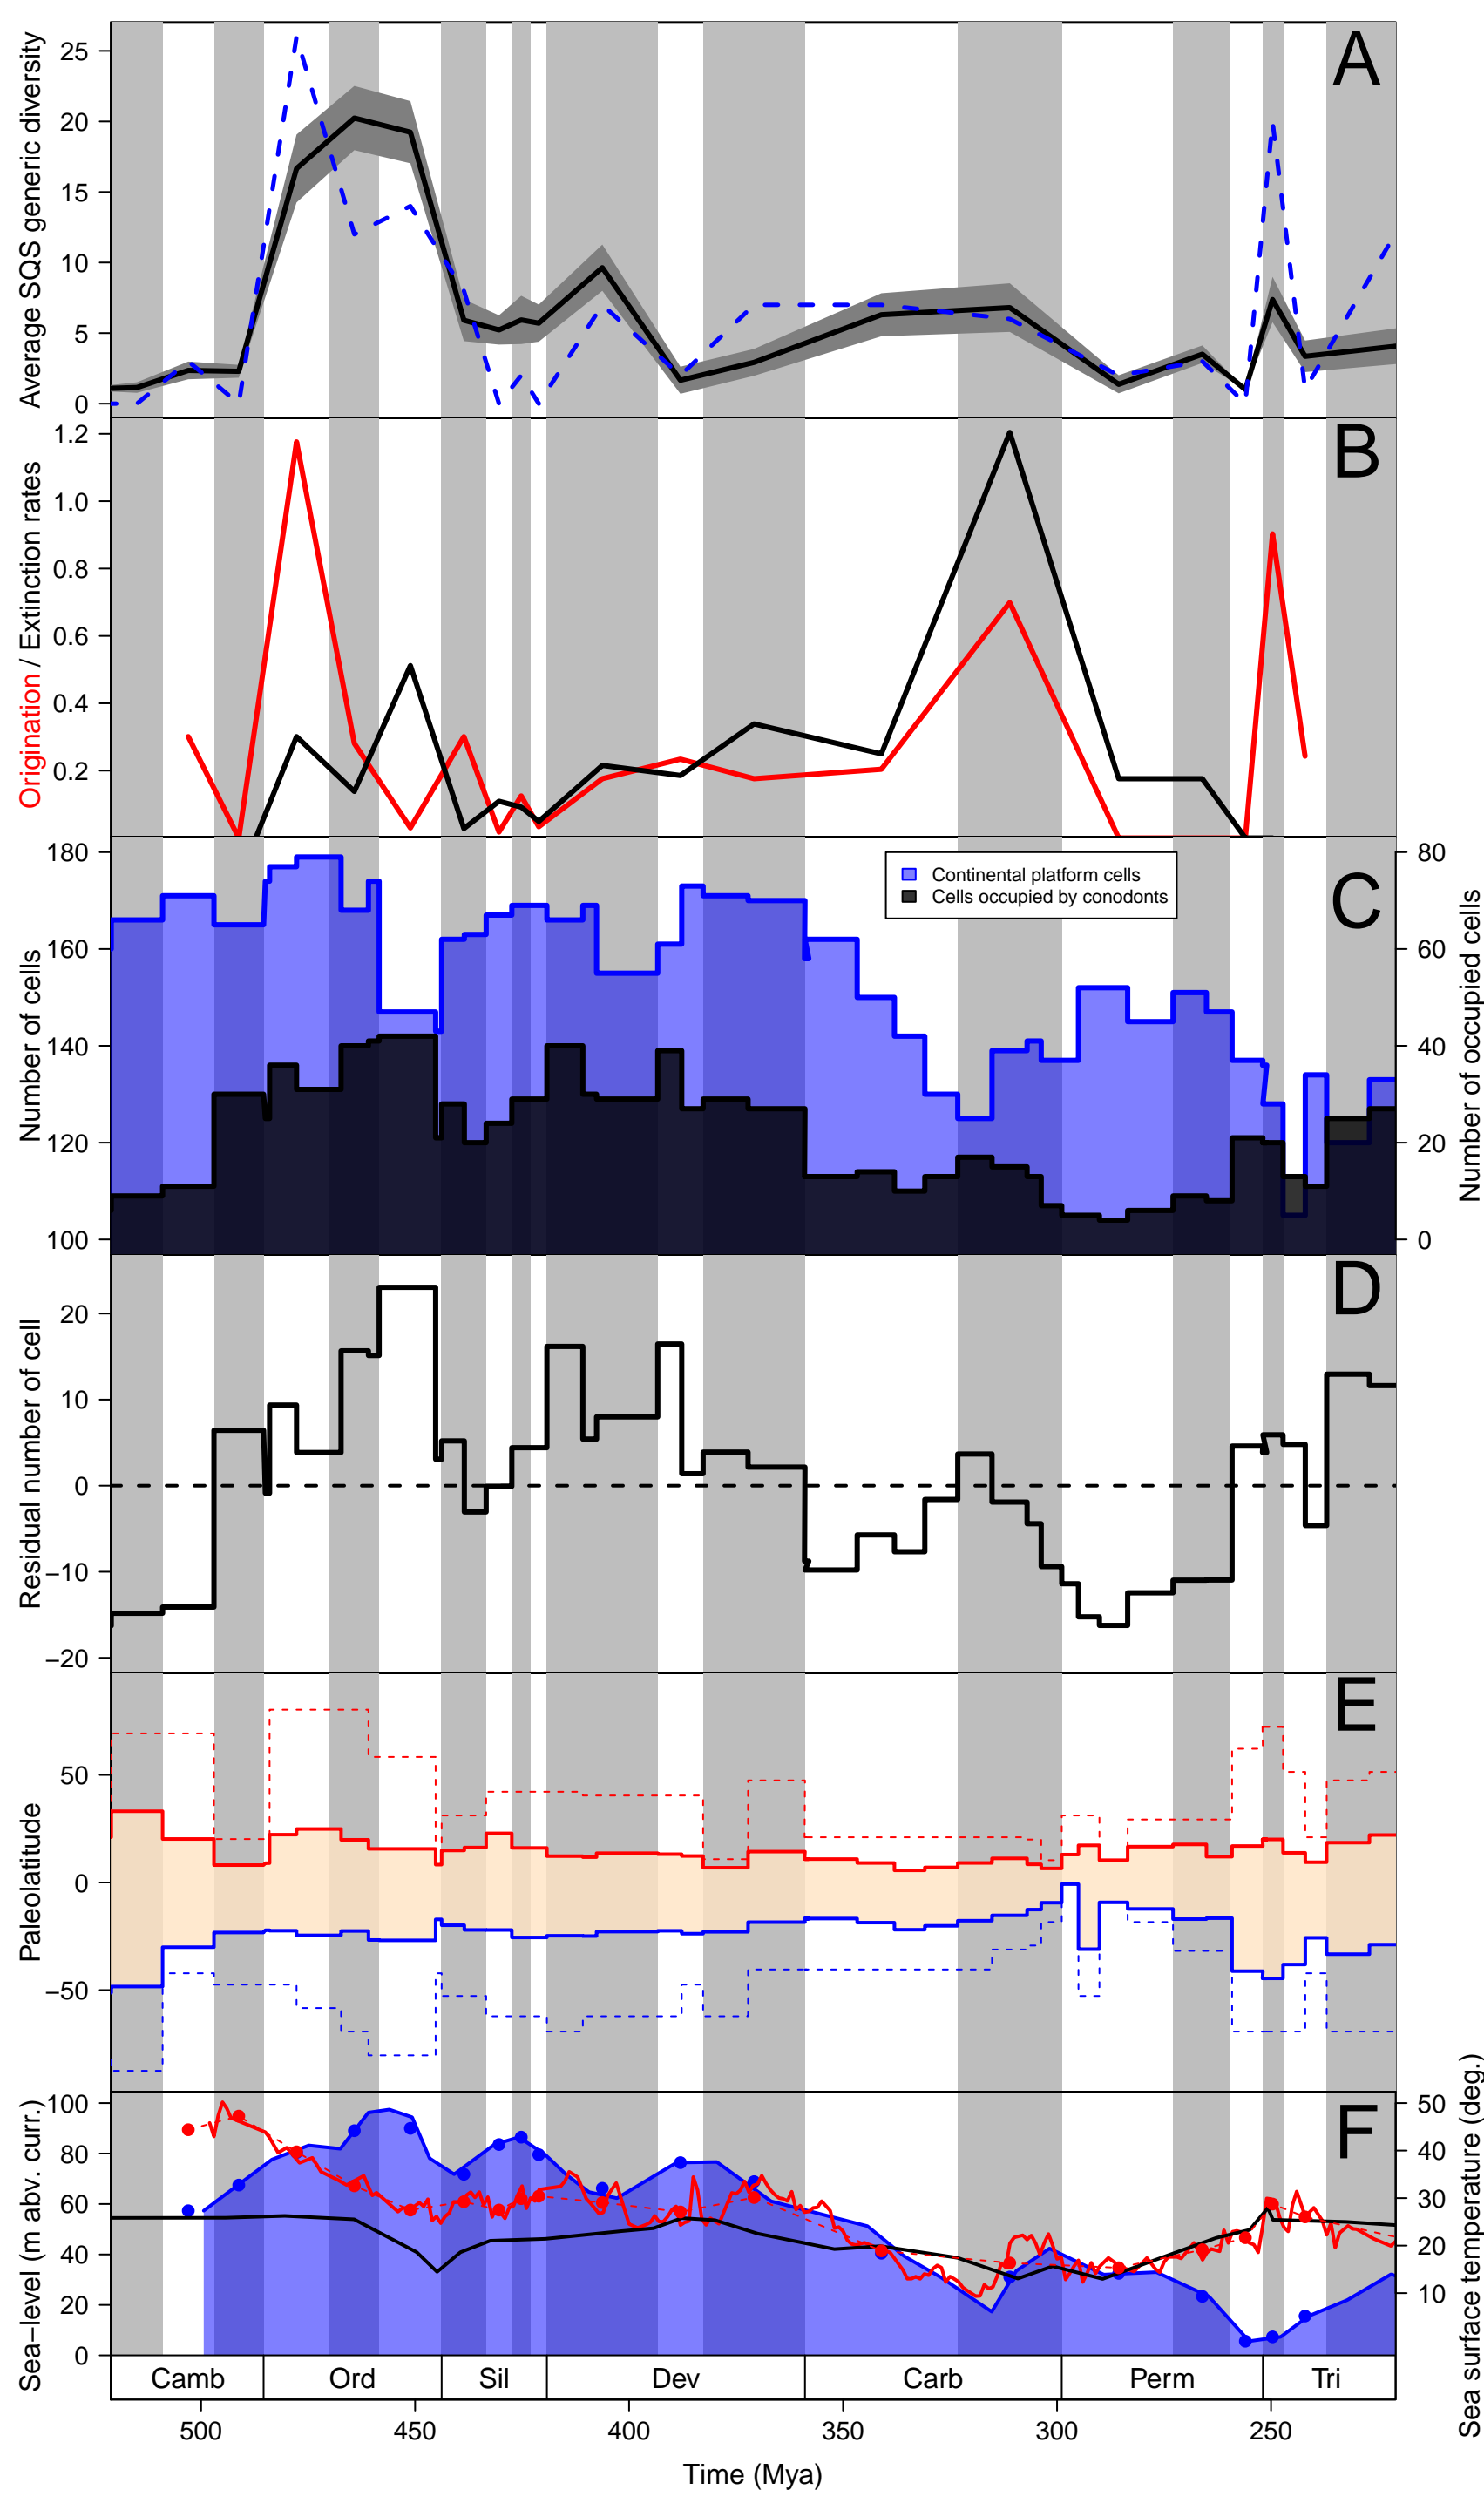 A
Average SQS generic diversity
25
20
15
10
5
0
B
Origination / Extinction rates
1.2
1.0
0.8
0.6
0.4
0.2
C
Number of cells
180
160
140
120
100
Continental platform cells
Cells occupied by conodonts
80
60
40
20
0
Number of occupied cells
D
Residual number of cell
20
10
0
−10
−20
E
Paleolatitude
50
0
−50
F
Sea−level (m abv. curr.)
100
80
60
40
20
0
50
40
30
20
10
Sea surface temperature (deg.)
Camb Ord Sil Dev Carb Perm Tri
500 450 400 350 300 250
Time (Mya)